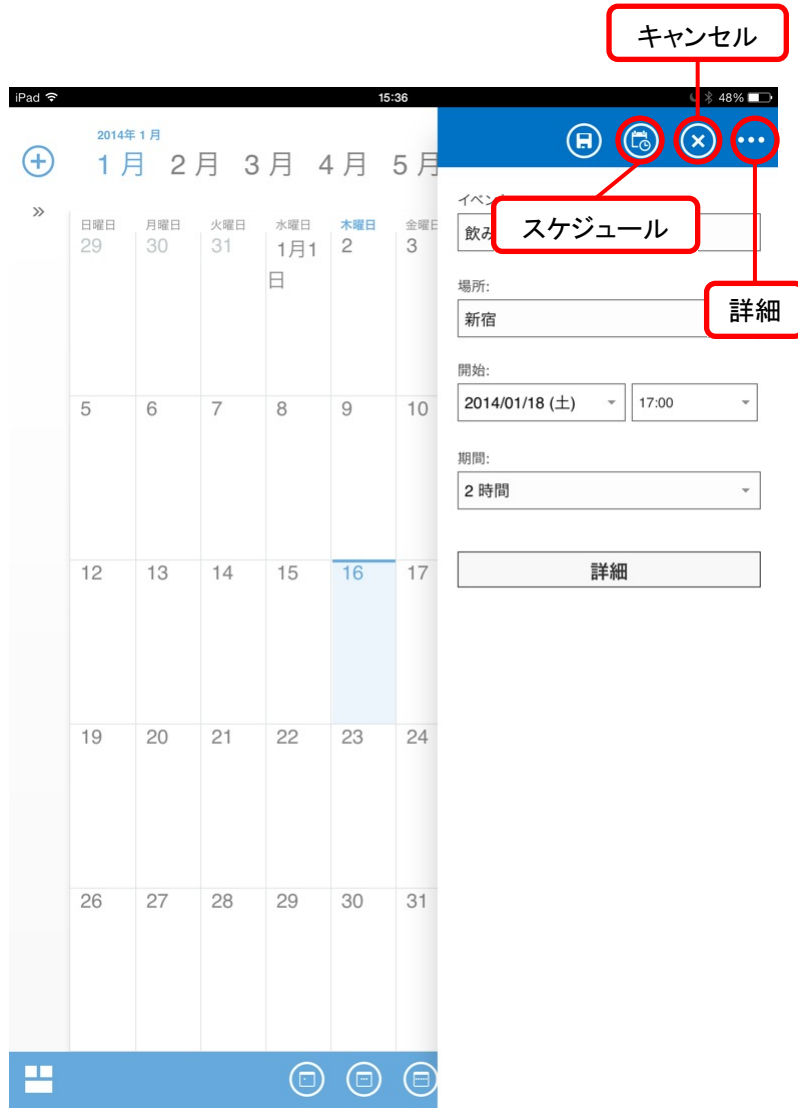 キャンセル
iPad 15:36 48%
2014年 1 月
1 月 2 月 3 月 4 月 5 月
»
日曜日 月曜日 火曜日 水曜日 木曜日 金曜
29 30 31 1月1日 2 3
5 6 7 8 9 10
12 13 14 15 16 17
19 20 21 22 23 24
26 27 28 29 30 31
イベン
スケジュール
飲み
場所:
新宿
詳細
開始:
2014/01/18 (土) 17:00
期間:
2 時間
詳細